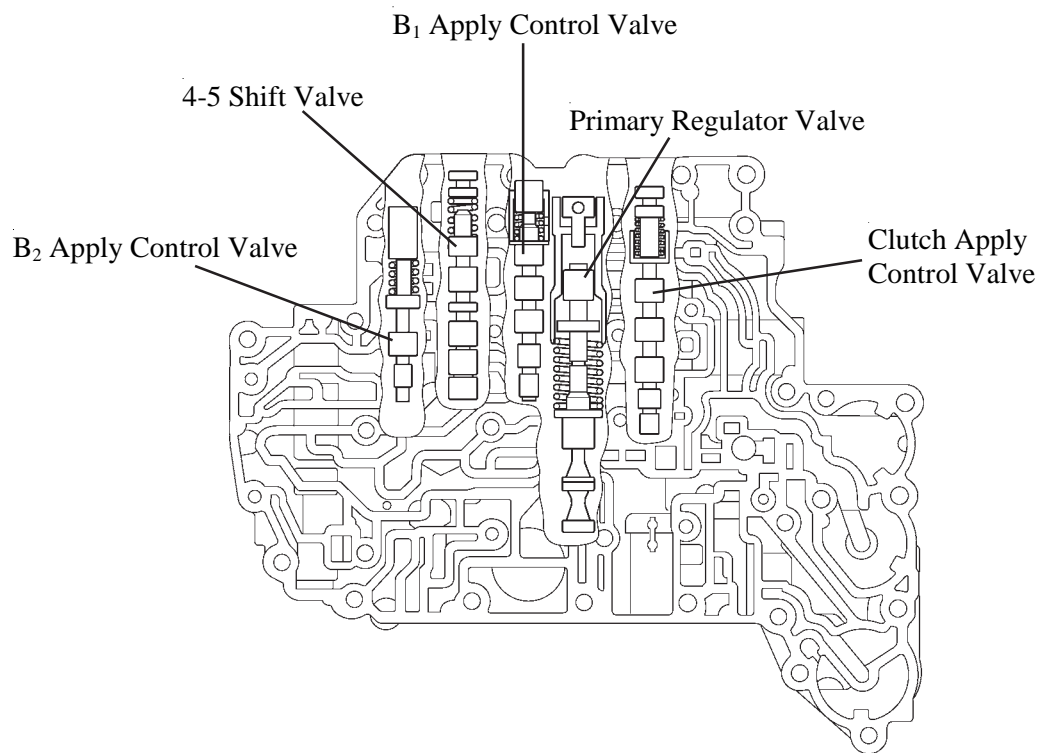 B₁ Apply Control Valve
4-5 Shift Valve
Primary Regulator Valve
B₂ Apply Control Valve
Clutch Apply
Control Valve